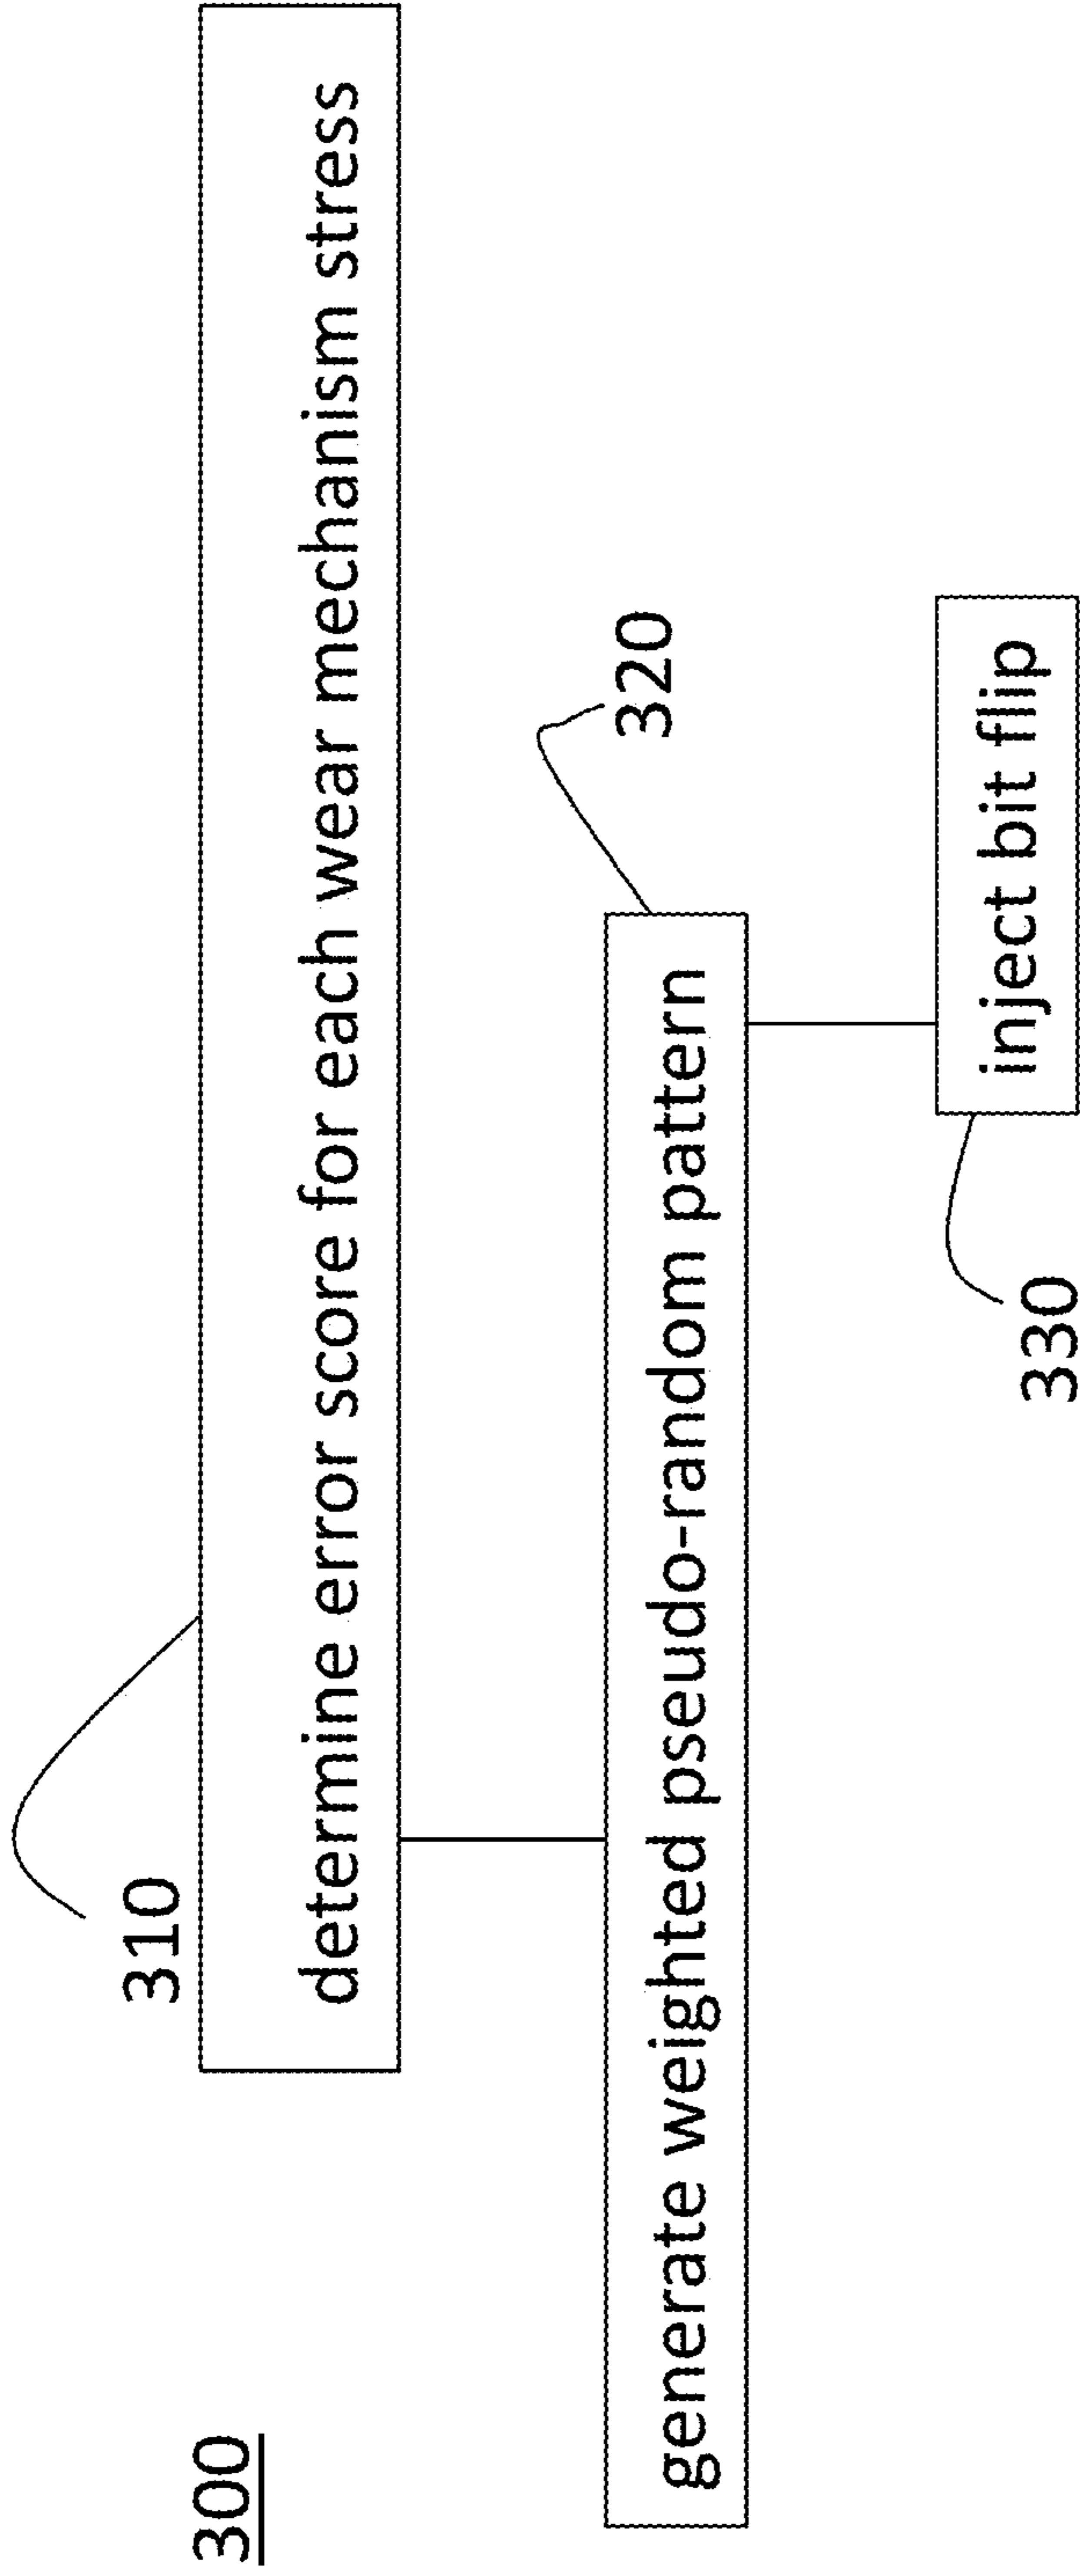 300
310
determine error score for each wear mechanism stress
320
generate weighted pseudo-random pattern
330
inject bit flip